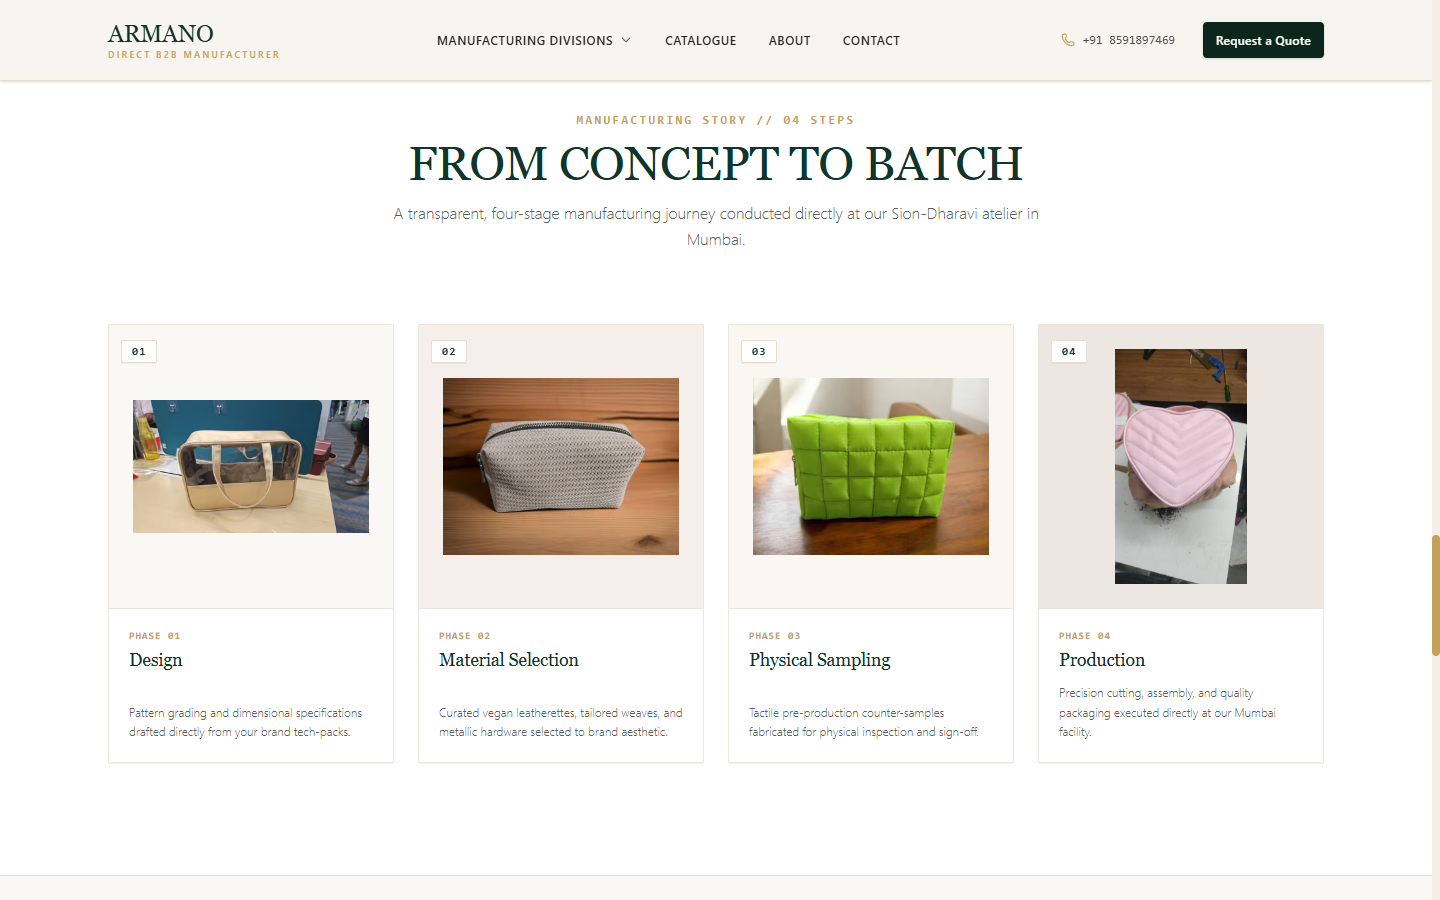 ARMANO
DIRECT B2B MANUFACTURER
MANUFACTURING DIVISIONS
CATALOGUE
ABOUT
CONTACT
+91 8591897469
Request a Quote
MANUFACTURING STORY // 04 STEPS
FROM CONCEPT TO BATCH
A transparent, four-stage manufacturing journey conducted directly at our Sion-Dharavi atelier in
Mumbai.
01
02
03
04
PHASE 01
Design
Pattern grading and dimensional specifications
drafted directly from your brand tech-packs.
PHASE 02
Material Selection
Curated vegan leatherettes, tailored weaves, and
metallic hardware selected to brand aesthetic.
PHASE 03
Physical Sampling
Tactile pre-production counter-samples
fabricated for physical inspection and sign-off.
PHASE 04
Production
Precision cutting, assembly, and quality
packaging executed directly at our Mumbai
facility.